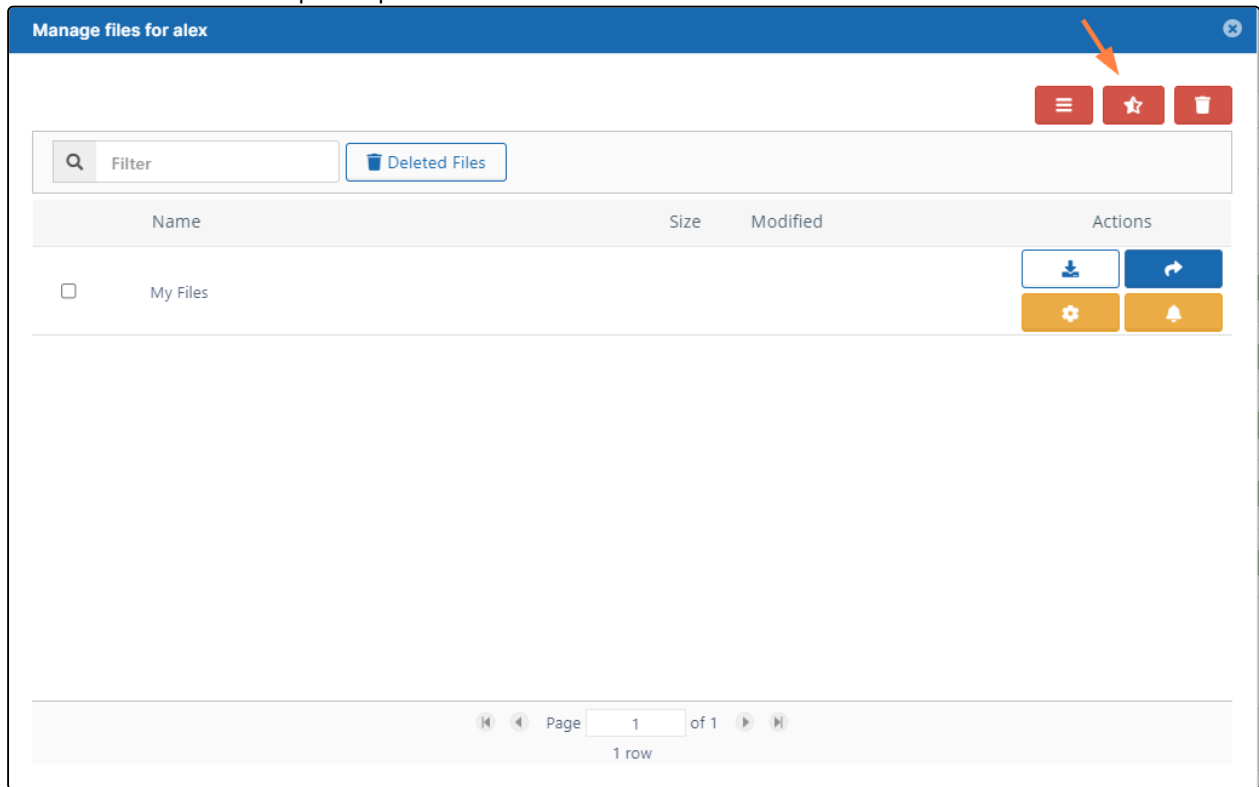 Manage files for alex
Filter Deleted Files
Name Size Modified Actions
My Files
Page 1 of 1
1 row